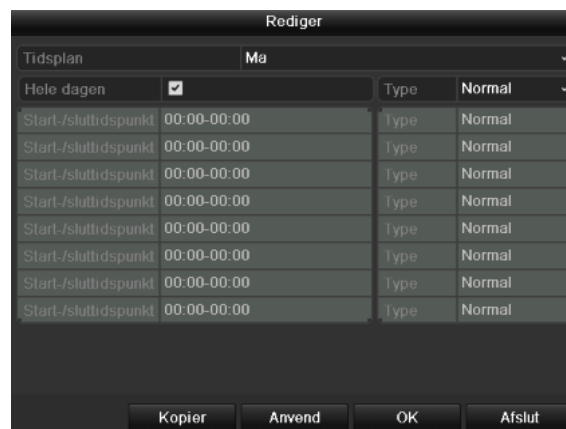 Rediger
Tidsplan Ma
Hele dagen Type Normal
Start-/sluttidspunkt 00:00-00:00 Type Normal
Start-/sluttidspunkt 00:00-00:00 Type Normal
Start-/sluttidspunkt 00:00-00:00 Type Normal
Start-/sluttidspunkt 00:00-00:00 Type Normal
Start-/sluttidspunkt 00:00-00:00 Type Normal
Start-/sluttidspunkt 00:00-00:00 Type Normal
Start-/sluttidspunkt 00:00-00:00 Type Normal
Start-/sluttidspunkt 00:00-00:00 Type Normal
Kopier Anvend OK Afslut